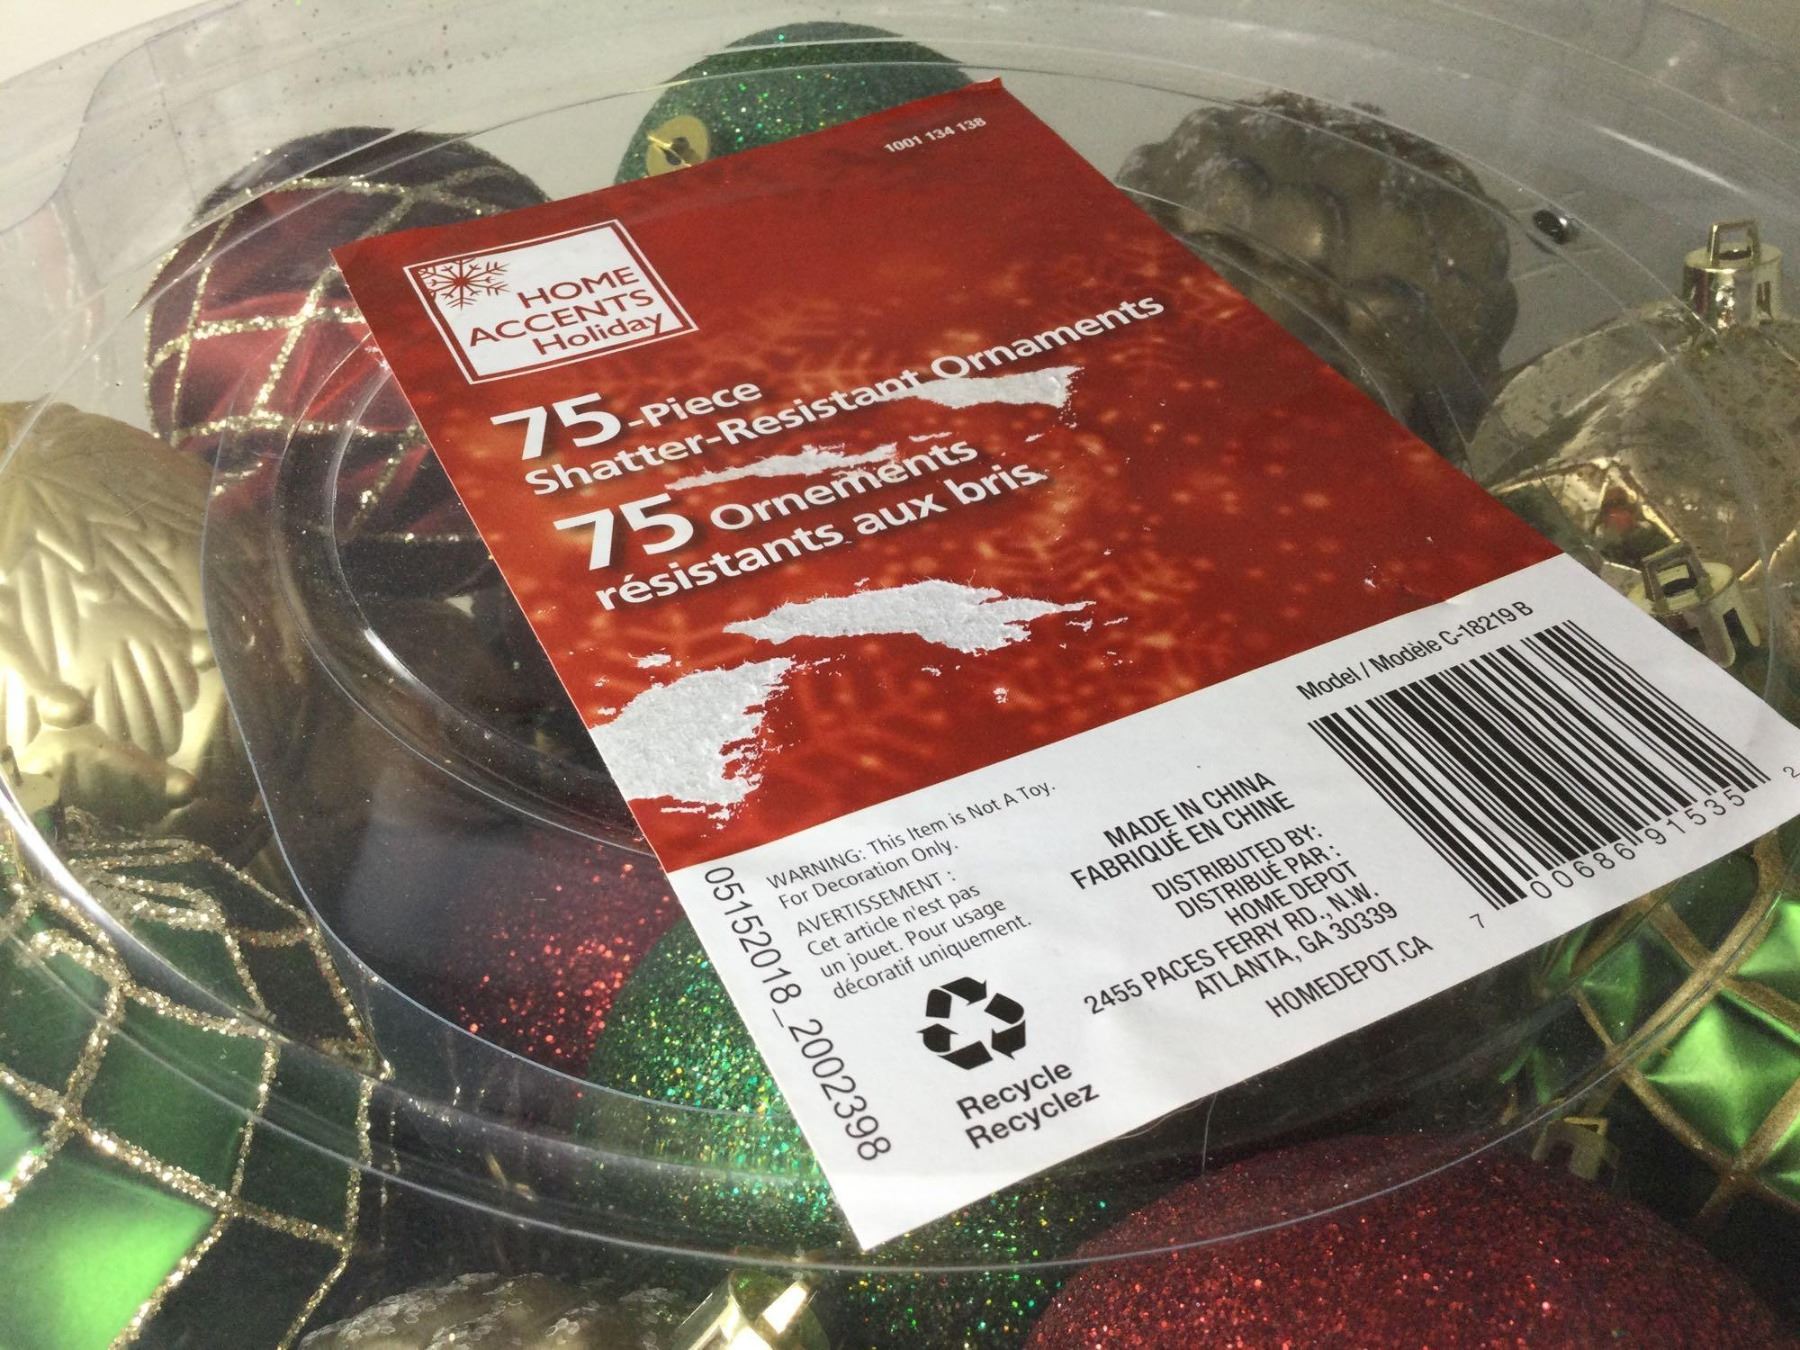 1001 134 138
HOME
ACCENTS
Holiday
75-Piece
Shatter-Resistant Ornaments
75 Ornements
résistants aux bris
Model / Modèle C-18219 B
7 00686 91535 2
WARNING: This Item is Not A Toy.
For Decoration Only.
AVERTISSEMENT :
Cet article n'est pas
un jouet. Pour usage
décoratif uniquement.
MADE IN CHINA
FABRIQUÉ EN CHINE
DISTRIBUTED BY:
DISTRIBUÉ PAR :
HOME DEPOT
2455 PACES FERRY RD., N.W.
ATLANTA, GA 30339
HOMEDEPOT.CA
05152018_2002398
Recycle
Recyclez